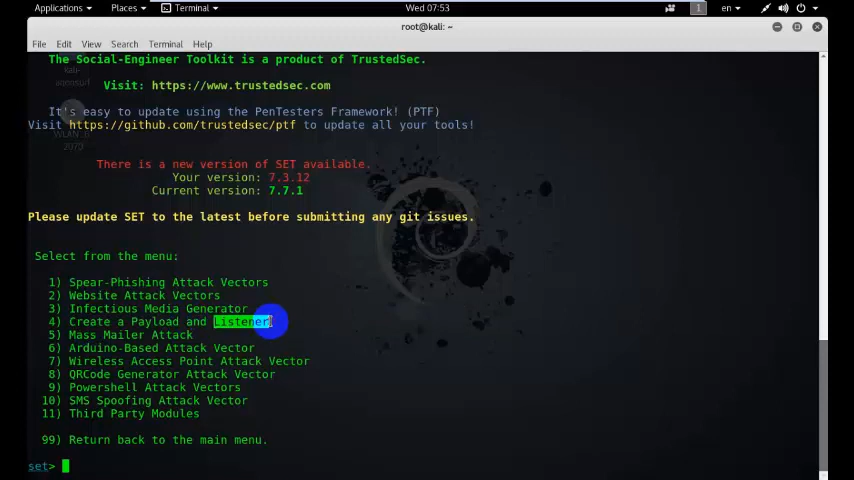 Applications Places Terminal Wed 07:53 1 en
root@kali: ~
File Edit View Search Terminal Help
The Social-Engineer Toolkit is a product of TrustedSec.
Visit: https://www.trustedsec.com
It's easy to update using the PenTesters Framework! (PTF)
Visit https://github.com/trustedsec/ptf to update all your tools!
There is a new version of SET available.
Your version: 7.3.12
Current version: 7.7.1
Please update SET to the latest before submitting any git issues.
Select from the menu:
1) Spear-Phishing Attack Vectors
2) Website Attack Vectors
3) Infectious Media Generator
4) Create a Payload and Listener
5) Mass Mailer Attack
6) Arduino-Based Attack Vector
7) Wireless Access Point Attack Vector
8) QRCode Generator Attack Vector
9) Powershell Attack Vectors
10) SMS Spoofing Attack Vector
11) Third Party Modules
99) Return back to the main menu.
set>